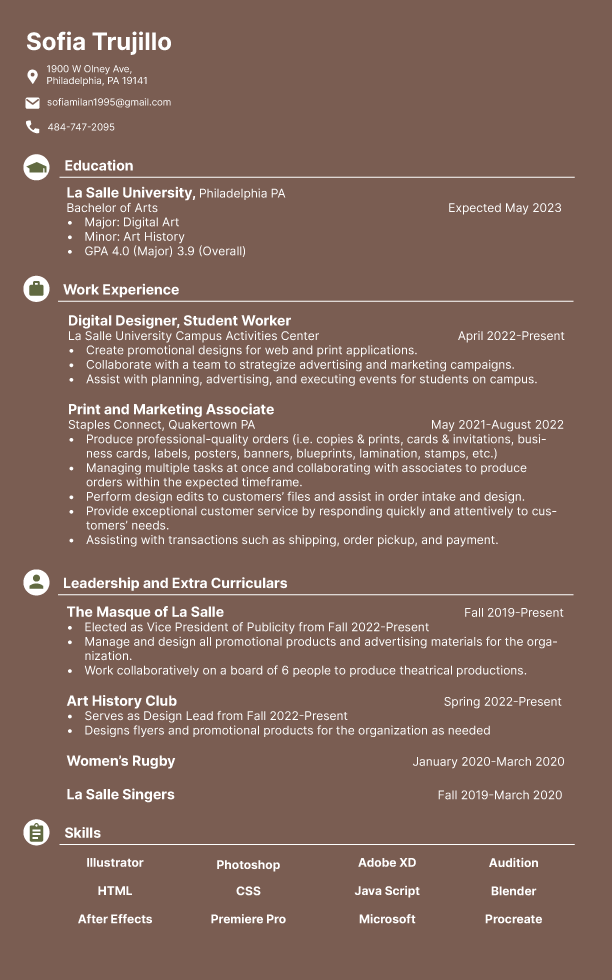 Sofia Trujillo
1900 W Olney Ave,
Philadelphia, PA 19141
sofiamilan1995@gmail.com
484-747-2095
Education
La Salle University, Philadelphia PA
Bachelor of Arts Expected May 2023
• Major: Digital Art
• Minor: Art History
• GPA 4.0 (Major) 3.9 (Overall)
Work Experience
Digital Designer, Student Worker
La Salle University Campus Activities Center April 2022-Present
• Create promotional designs for web and print applications.
• Collaborate with a team to strategize advertising and marketing campaigns.
• Assist with planning, advertising, and executing events for students on campus.
Print and Marketing Associate
Staples Connect, Quakertown PA May 2021-August 2022
• Produce professional-quality orders (i.e. copies & prints, cards & invitations, busi-
ness cards, labels, posters, banners, blueprints, lamination, stamps, etc.)
• Managing multiple tasks at once and collaborating with associates to produce
orders within the expected timeframe.
• Perform design edits to customers’ files and assist in order intake and design.
• Provide exceptional customer service by responding quickly and attentively to cus-
tomers’ needs.
• Assisting with transactions such as shipping, order pickup, and payment.
Leadership and Extra Curriculars
The Masque of La Salle Fall 2019-Present
• Elected as Vice President of Publicity from Fall 2022-Present
• Manage and design all promotional products and advertising materials for the orga-
nization.
• Work collaboratively on a board of 6 people to produce theatrical productions.
Art History Club Spring 2022-Present
• Serves as Design Lead from Fall 2022-Present
• Designs flyers and promotional products for the organization as needed
Women’s Rugby January 2020-March 2020
La Salle Singers Fall 2019-March 2020
Skills
Illustrator Photoshop Adobe XD Audition
HTML CSS Java Script Blender
After Effects Premiere Pro Microsoft Procreate